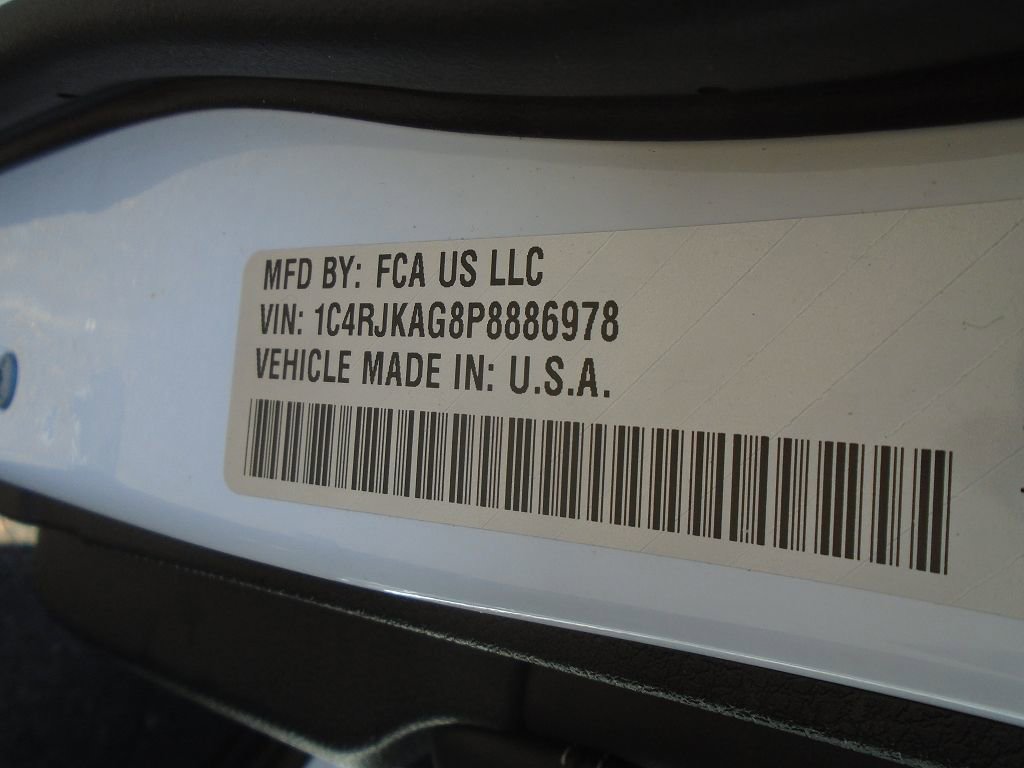 MFD BY: FCA US LLC
VIN: 1C4RJKAG8P8886978
VEHICLE MADE IN: U.S.A.